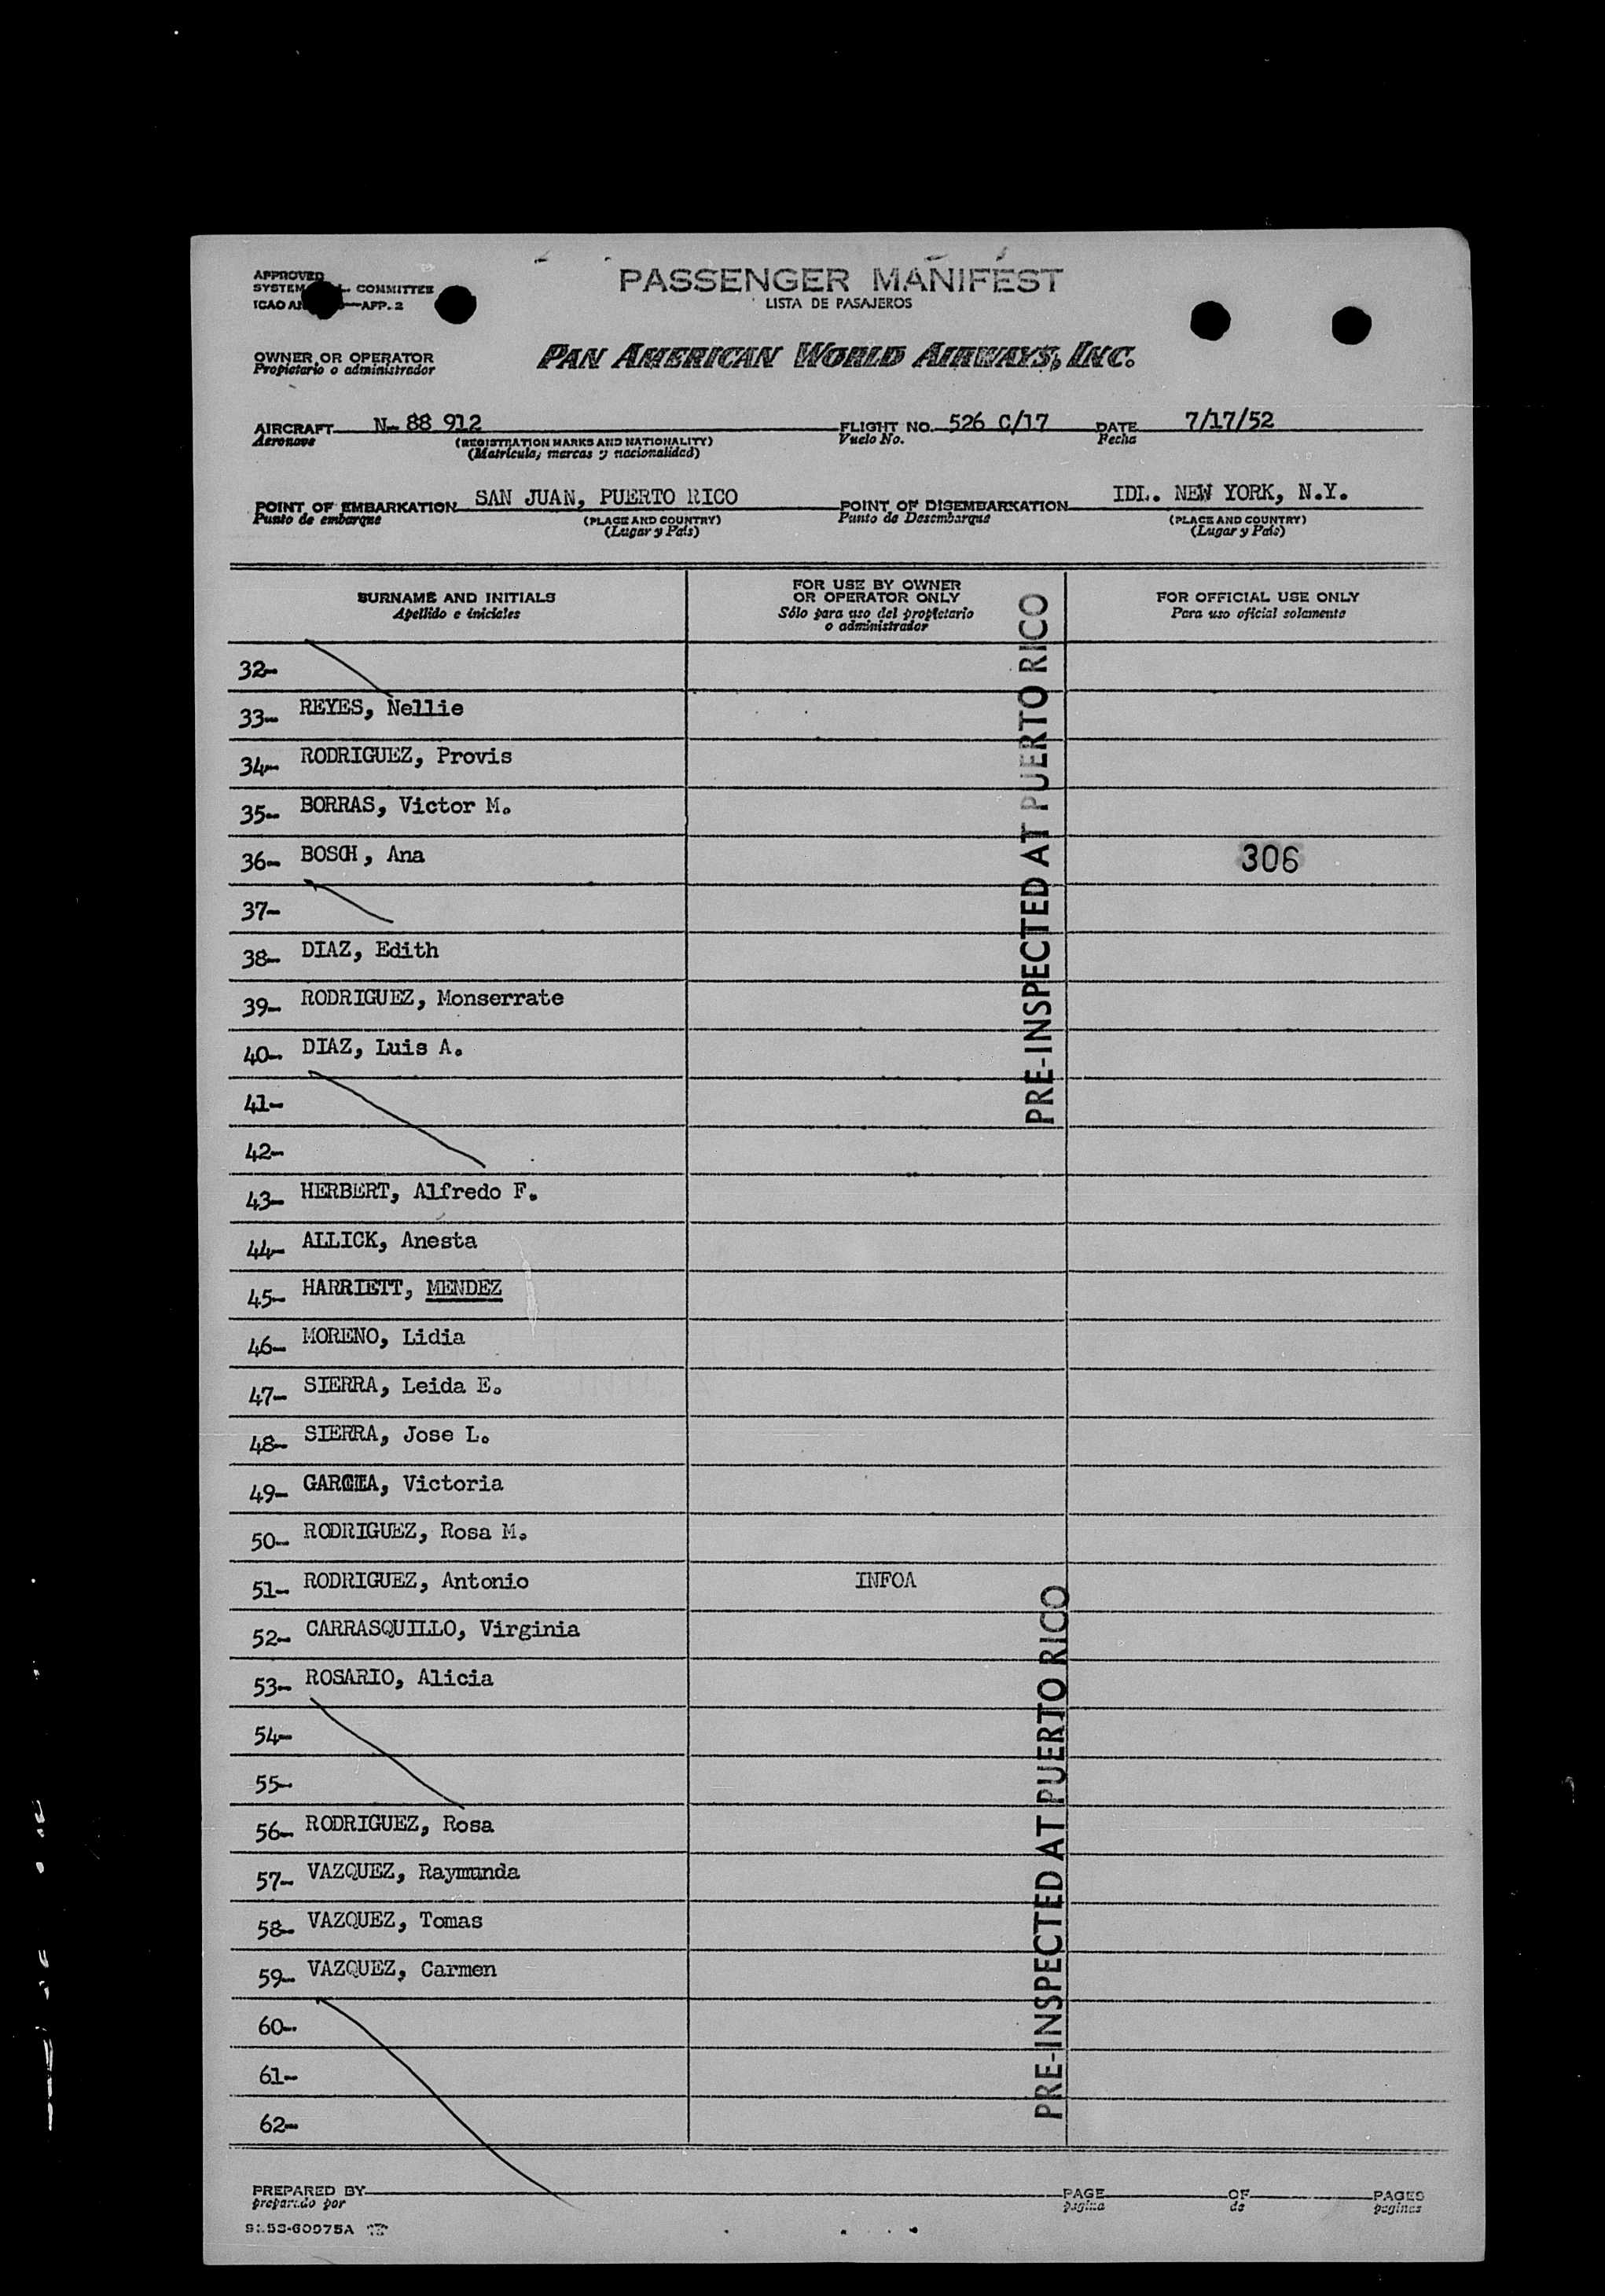 APPROVED
SYSTEM L. COMMITTEE
ICAO APP. 2
PASSENGER MANIFEST
LISTA DE PASAJEROS
OWNER OR OPERATOR
Propietario o administrador
PAN AMERICAN WORLD AIRWAYS, INC.
AIRCRAFT N- 88 912 FLIGHT NO. 526 C/17 DATE 7/17/52
Aeronave (REGISTRATION MARKS AND NATIONALITY) Vuelo No. Fecha
(Matrícula, marcas y nacionalidad)
POINT OF EMBARKATION SAN JUAN, PUERTO RICO POINT OF DISEMBARKATION IDL. NEW YORK, N.Y.
Punto de embarque (PLACE AND COUNTRY) Punto de Desembarque (PLACE AND COUNTRY)
(Lugar y País) (Lugar y País)
SURNAME AND INITIALS
Apellido e iniciales
FOR USE BY OWNER
OR OPERATOR ONLY
Sólo para uso del propietario
o administrador
FOR OFFICIAL USE ONLY
Para uso oficial solamente
32-
33- REYES, Nellie
34- RODRIGUEZ, Provis
35- BORRAS, Victor M.
36- BOSCH, Ana 306
37-
38- DIAZ, Edith
39- RODRIGUEZ, Monserrate
40- DIAZ, Luis A.
41-
42-
43- HERBERT, Alfredo F.
44- ALLICK, Anesta
45- HARRIETT, MENDEZ
46- MORENO, Lidia
47- SIERRA, Leida E.
48- SIERRA, Jose L.
49- GARCIA, Victoria
50- RODRIGUEZ, Rosa M.
51- RODRIGUEZ, Antonio INFOA
52- CARRASQUILLO, Virginia
53- ROSARIO, Alicia
54-
55-
56- RODRIGUEZ, Rosa
57- VAZQUEZ, Raymunda
58- VAZQUEZ, Tomas
59- VAZQUEZ, Carmen
60-
61-
62-
PRE-INSPECTED AT PUERTO RICO
PRE-INSPECTED AT PUERTO RICO
PREPARED BY PAGE OF PAGES
preparado por pagina de paginas